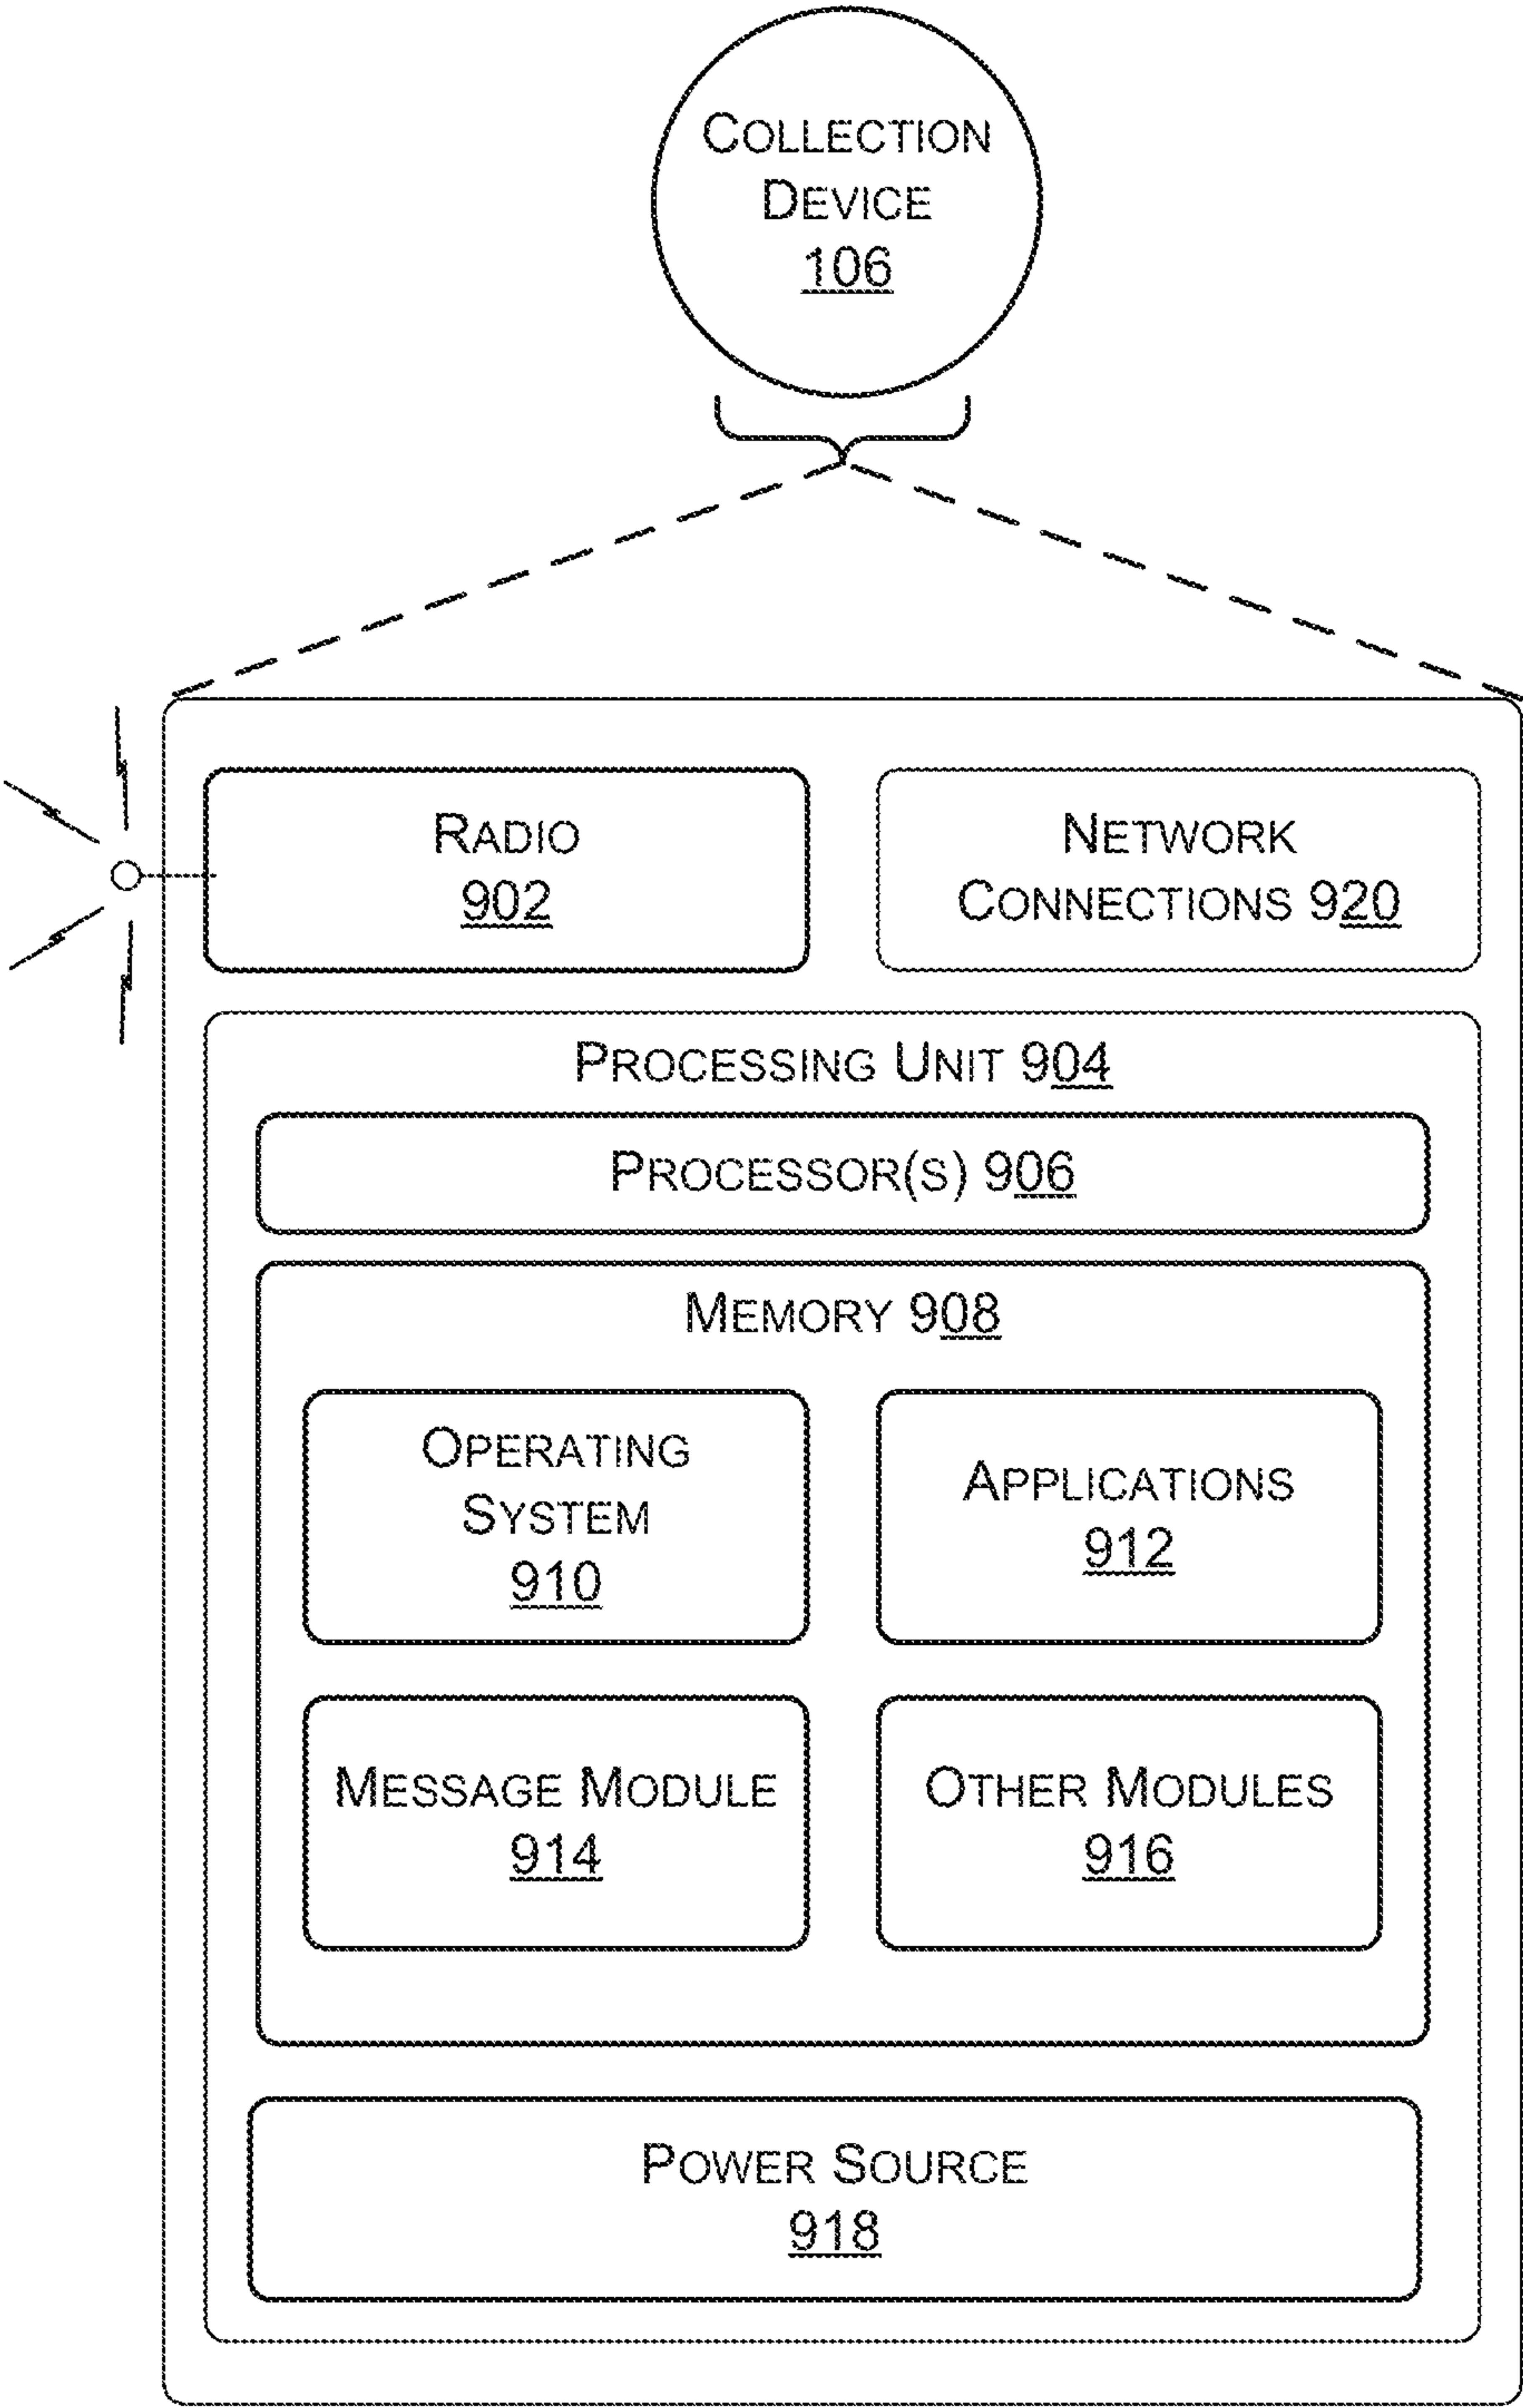 COLLECTION
DEVICE
106
RADIO
902
NETWORK
CONNECTIONS 920
PROCESSING UNIT 904
PROCESSOR(S) 906
MEMORY 908
OPERATING
SYSTEM
910
APPLICATIONS
912
MESSAGE MODULE
914
OTHER MODULES
916
POWER SOURCE
918